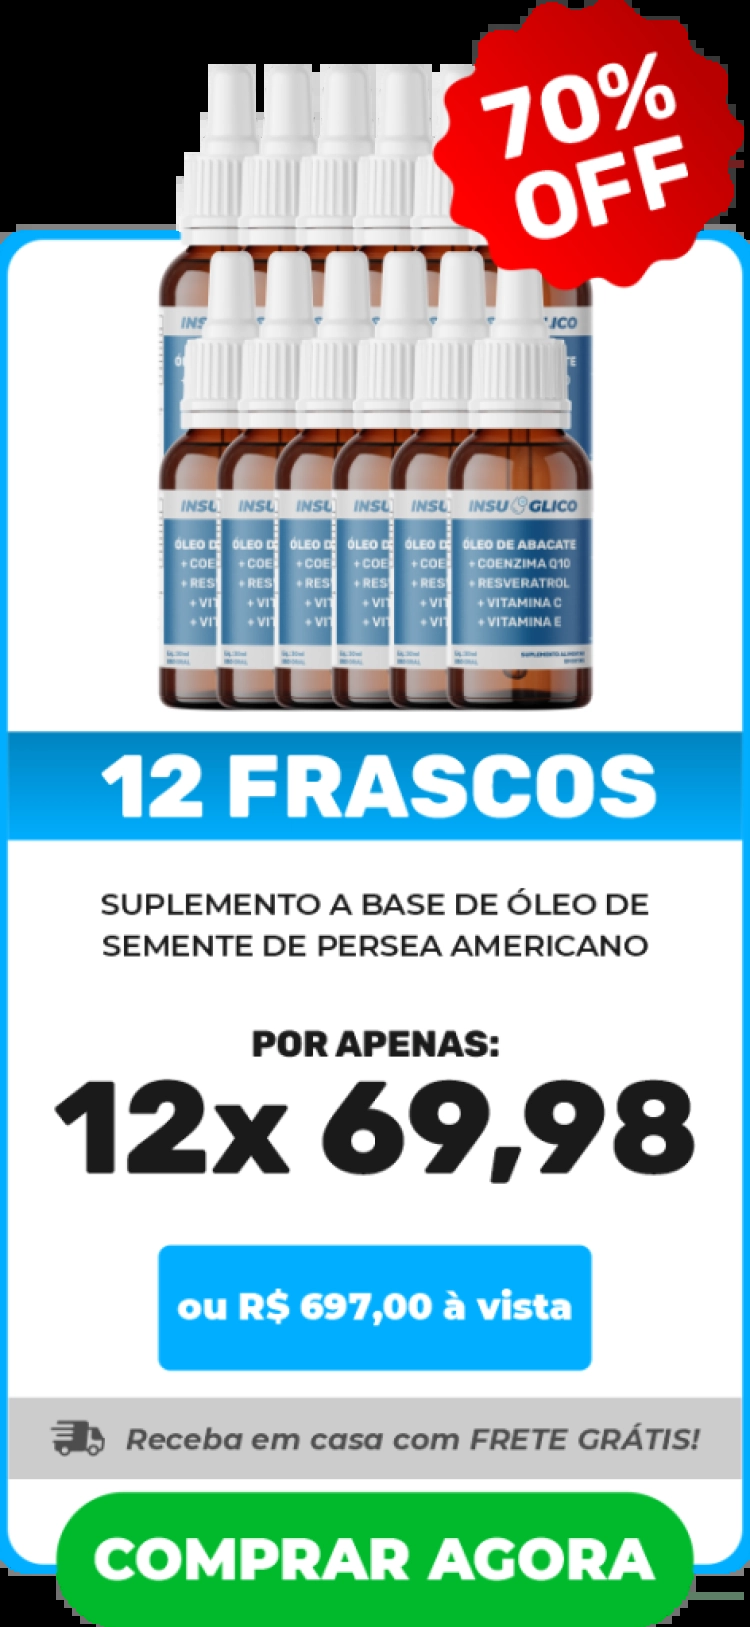 70%
OFF
INSU GLICO
ÓLEO DE ABACATE
+ COENZIMA Q10
+ RESVERATROL
+ VITAMINA C
+ VITAMINA E
12 FRASCOS
SUPLEMENTO A BASE DE ÓLEO DE
SEMENTE DE PERSEA AMERICANO
POR APENAS:
12x 69,98
ou R$ 697,00 à vista
Receba em casa com FRETE GRÁTIS!
COMPRAR AGORA